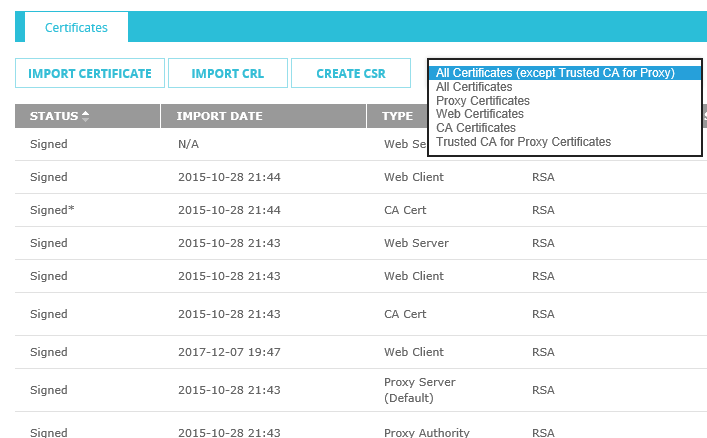 Certificates
IMPORT CERTIFICATE IMPORT CRL CREATE CSR
All Certificates (except Trusted CA for Proxy)
All Certificates
Proxy Certificates
Web Certificates
CA Certificates
Trusted CA for Proxy Certificates
STATUS IMPORT DATE TYPE
Signed N/A Web Se
Signed 2015-10-28 21:44 Web Client RSA
Signed* 2015-10-28 21:44 CA Cert RSA
Signed 2015-10-28 21:43 Web Server RSA
Signed 2015-10-28 21:43 Web Client RSA
Signed 2015-10-28 21:43 CA Cert RSA
Signed 2017-12-07 19:47 Web Client RSA
Signed 2015-10-28 21:43 Proxy Server RSA
(Default)
Signed 2015-10-28 21:43 Proxy Authority RSA